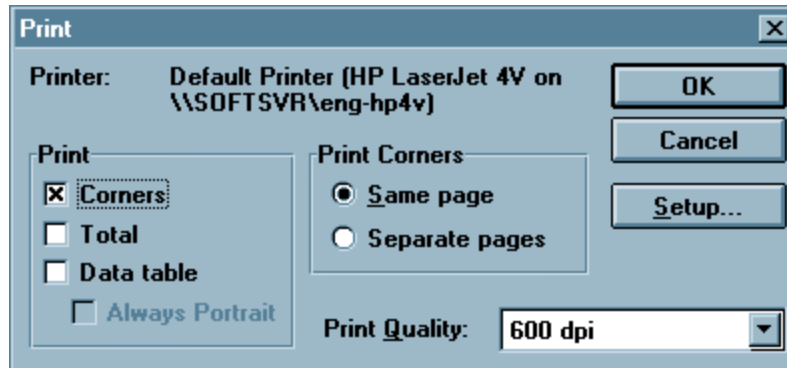 Print
Printer: Default Printer (HP LaserJet 4V on
\\SOFTSVR\eng-hp4v)
OK
Cancel
Setup...
Print
Corners
Total
Data table
Always Portrait
Print Corners
Same page
Separate pages
Print Quality: 600 dpi